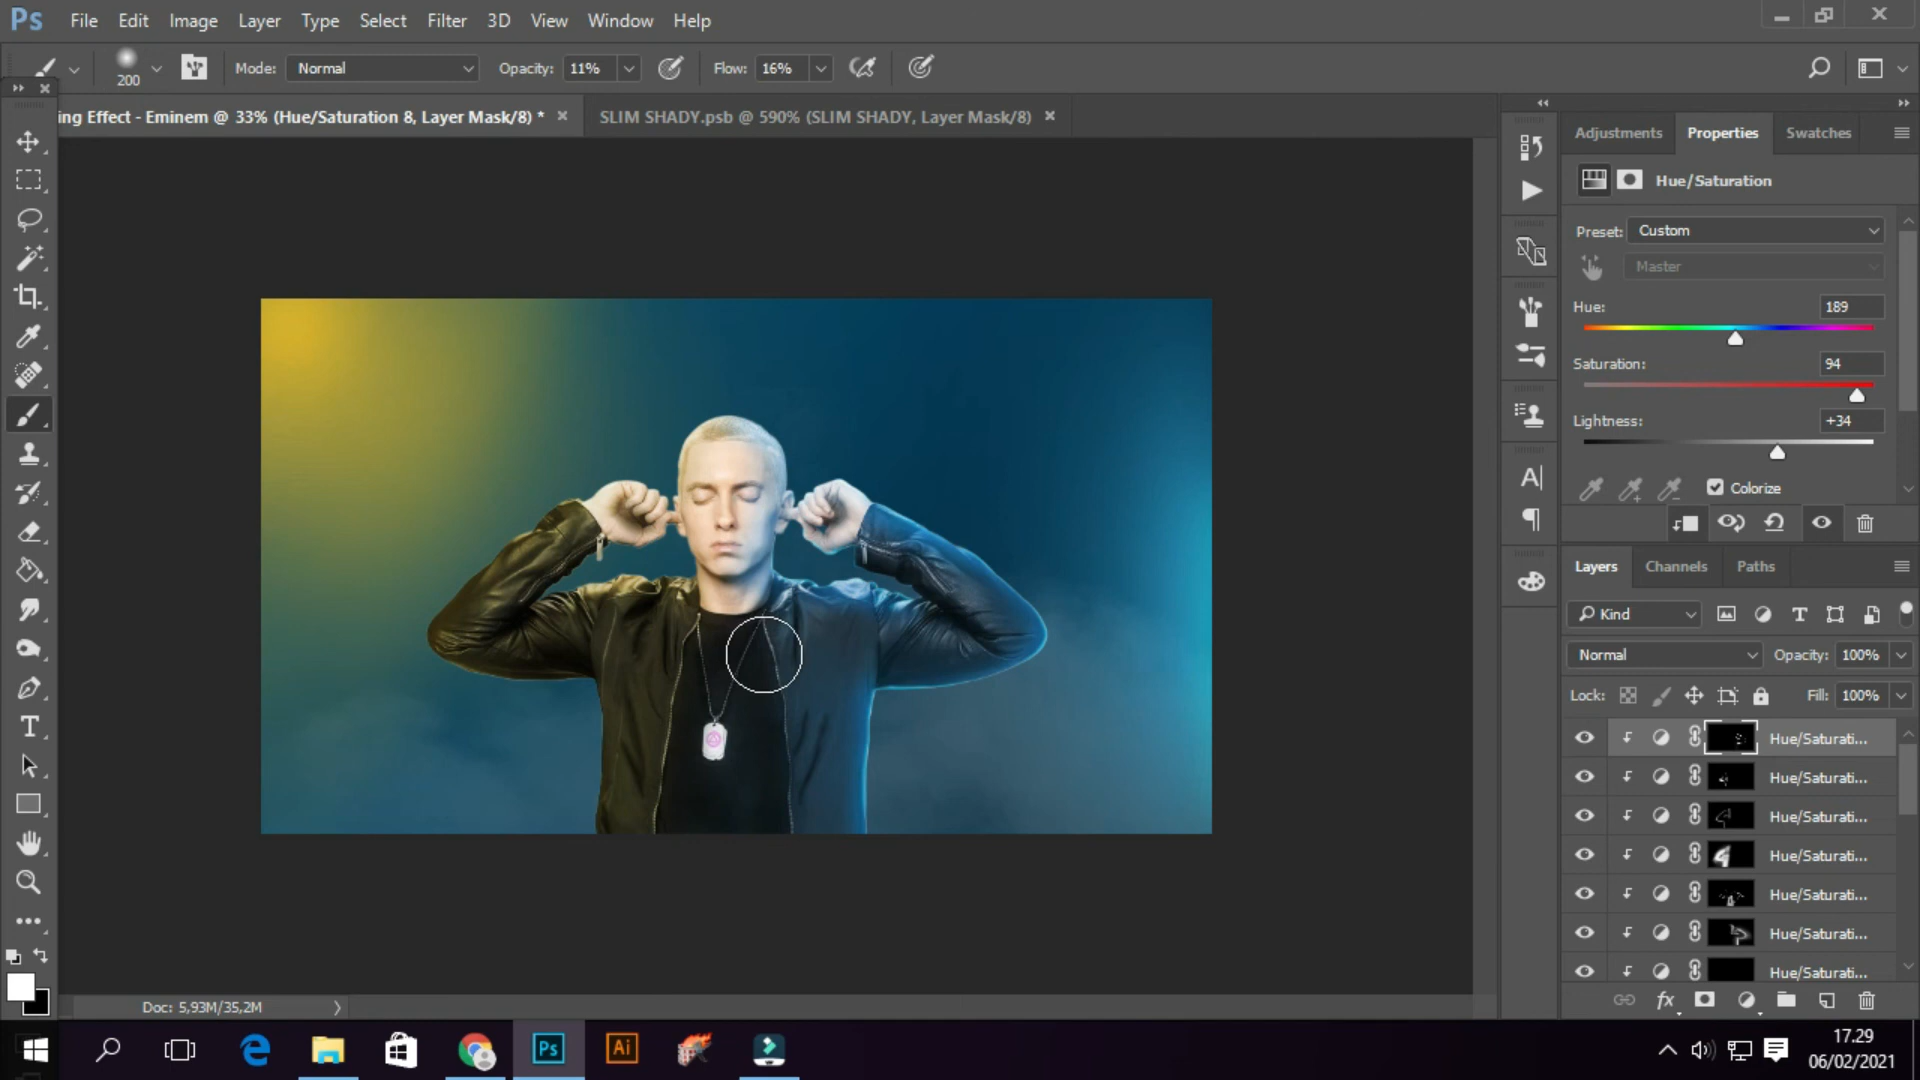 Ps File Edit Image Layer Type Select Filter 3D View Window Help
200 Mode: Normal Opacity: 11% Flow: 16%
ing Effect - Eminem @ 33% (Hue/Saturation 8, Layer Mask/8) * SLIM SHADY.psb @ 590% (SLIM SHADY, Layer Mask/8)
Adjustments Properties Swatches
Hue/Saturation
Preset: Custom
Master
Hue: 189
Saturation: 94
Lightness: +34
Colorize
Layers Channels Paths
Kind
Normal Opacity: 100%
Lock: Fill: 100%
Hue/Saturati...
Hue/Saturati...
Hue/Saturati...
Hue/Saturati...
Hue/Saturati...
Hue/Saturati...
Hue/Saturati...
fx
Doc: 5,93M/35,2M
Ps Ai
17.29
06/02/2021